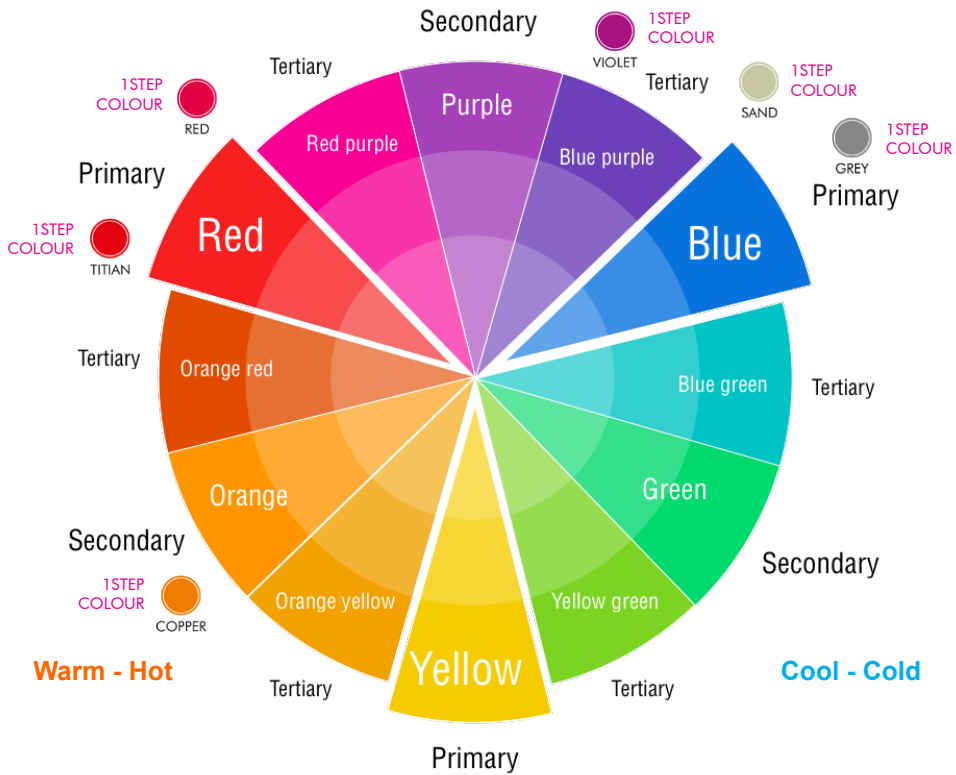 Secondary
1STEP
COLOUR
VIOLET
Tertiary
Tertiary
1STEP
COLOUR
SAND
1STEP
COLOUR
RED
Purple
1STEP
COLOUR
GREY
Red purple
Blue purple
Primary
Primary
1STEP
COLOUR
TITIAN
Red
Blue
Tertiary
Orange red
Blue green
Tertiary
Orange
Green
Secondary
Secondary
1STEP
COLOUR
COPPER
Orange yellow
Yellow green
Warm - Hot
Yellow
Cool - Cold
Tertiary
Tertiary
Primary